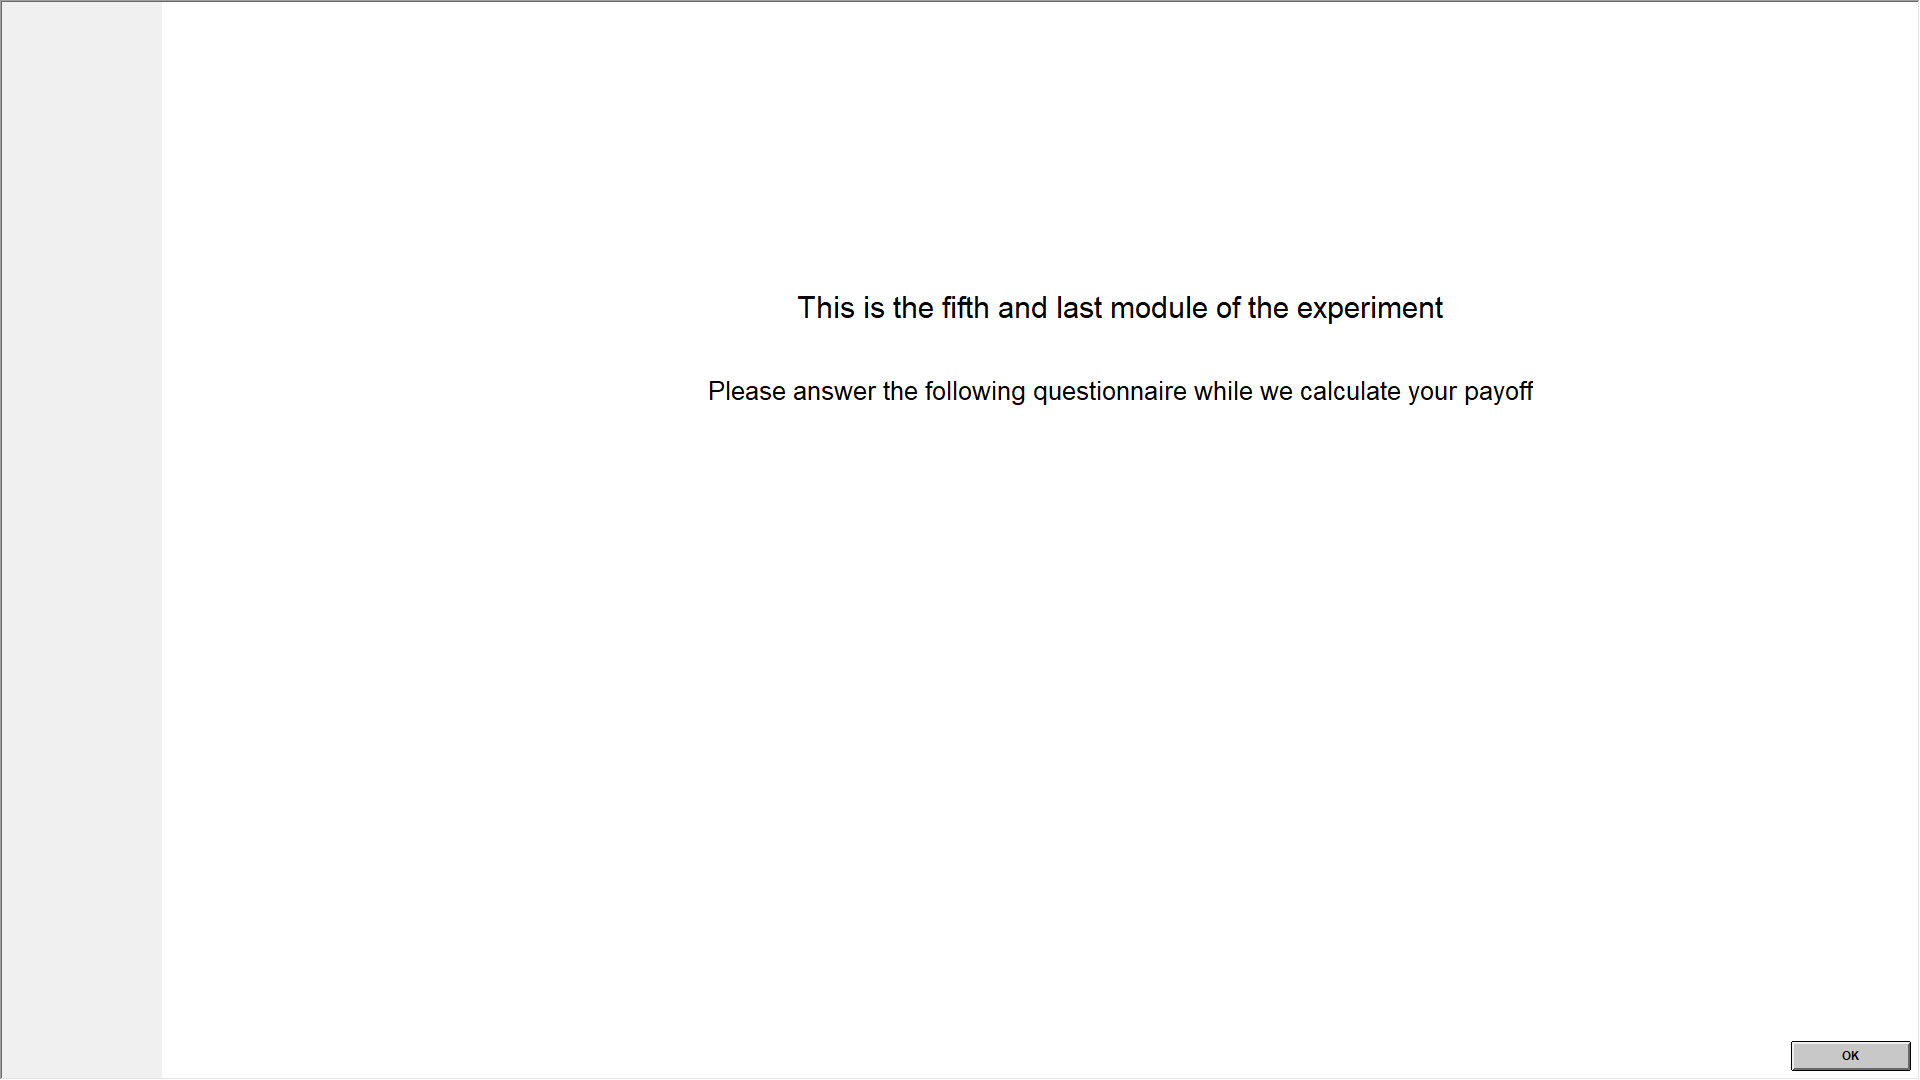 This is the fifth and last module of the experiment
Please answer the following questionnaire while we calculate your payoff
OK